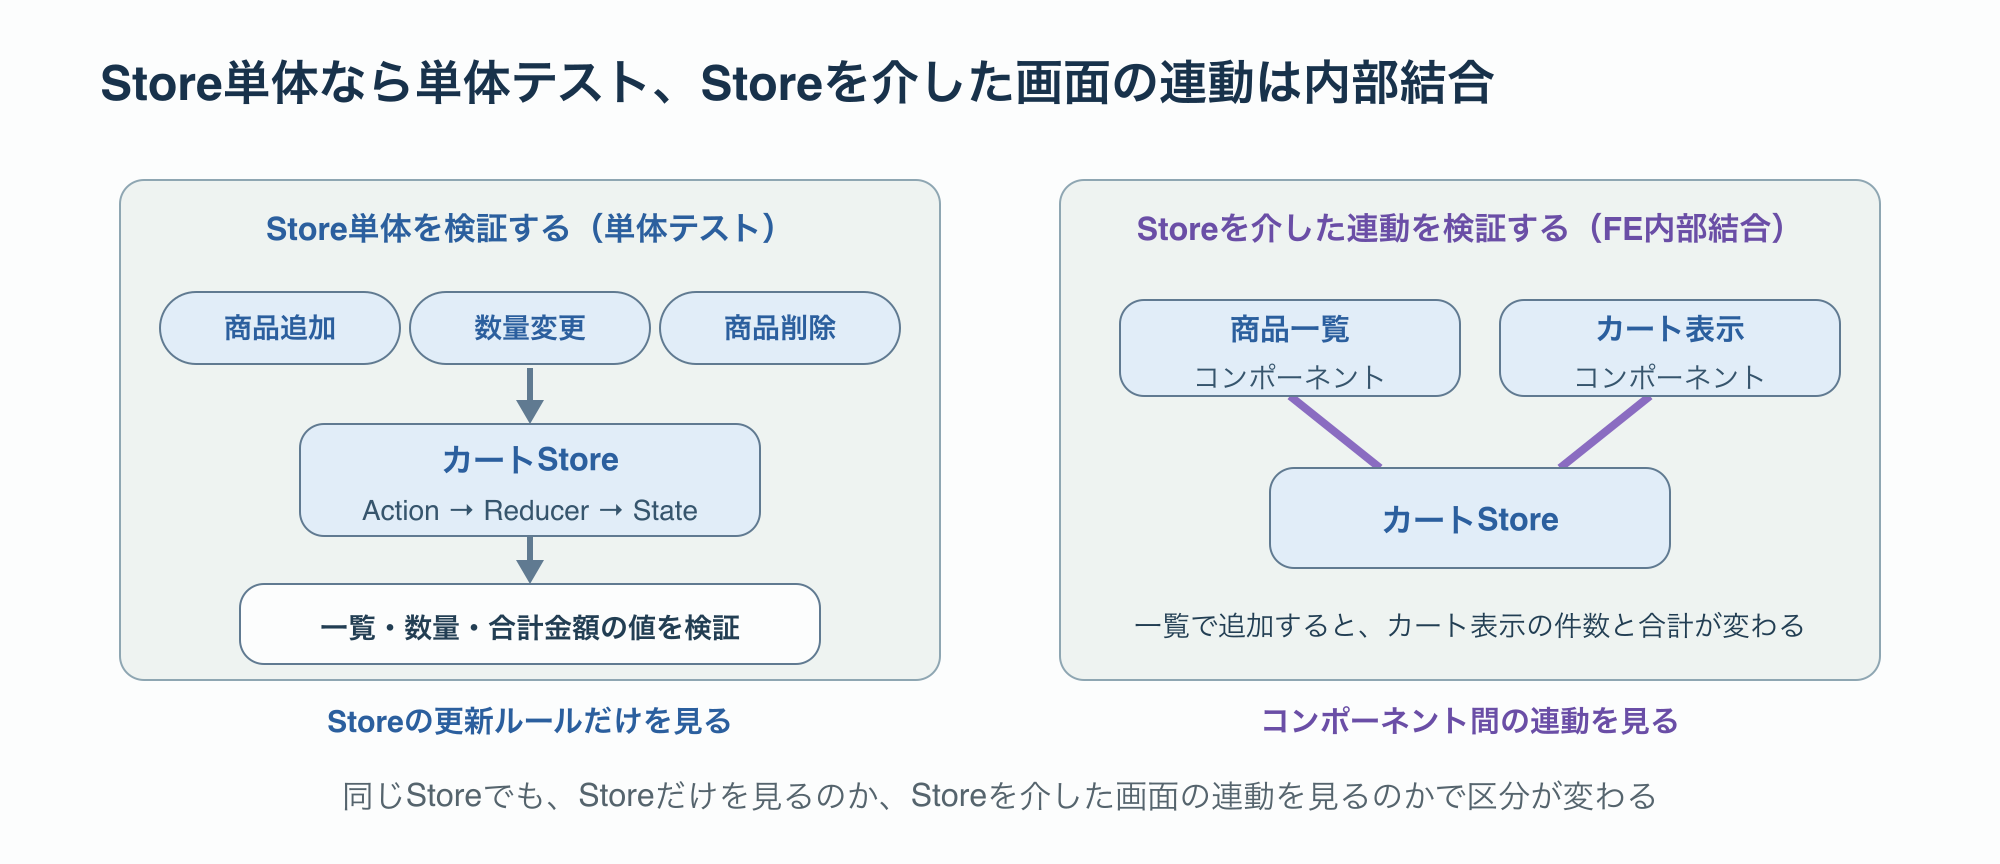 Store単体なら単体テスト、Storeを介した画面の連動は内部結合
Store単体を検証する（単体テスト）
商品追加
数量変更
商品削除
カートStore
Action → Reducer → State
一覧・数量・合計金額の値を検証
Storeの更新ルールだけを見る
Storeを介した連動を検証する（FE内部結合）
商品一覧
コンポーネント
カート表示
コンポーネント
カートStore
一覧で追加すると、カート表示の件数と合計が変わる
コンポーネント間の連動を見る
同じStoreでも、Storeだけを見るのか、Storeを介した画面の連動を見るのかで区分が変わる